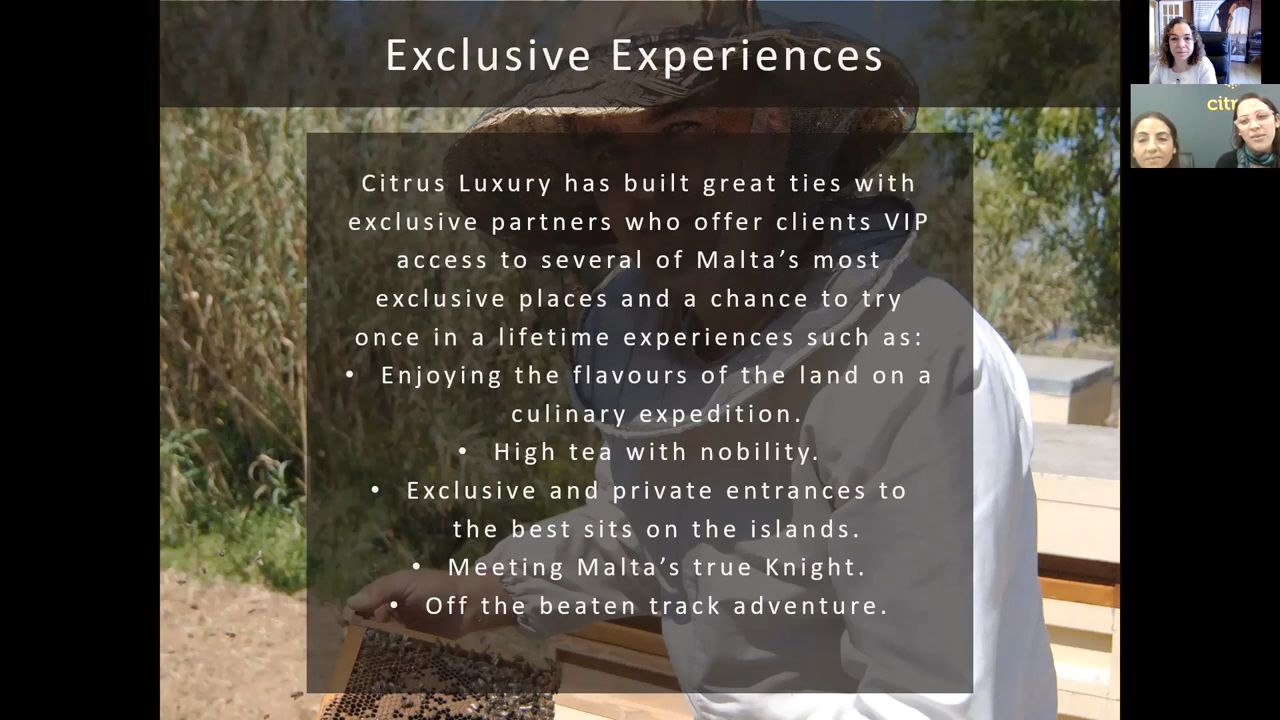 Exclusive Experiences
Citrus Luxury has built great ties with
exclusive partners who offer clients VIP
access to several of Malta's most
exclusive places and a chance to try
once in a lifetime experiences such as:
• Enjoying the flavours of the land on a
culinary expedition.
• High tea with nobility.
• Exclusive and private entrances to
the best sits on the islands.
• Meeting Malta's true Knight.
• Off the beaten track adventure.